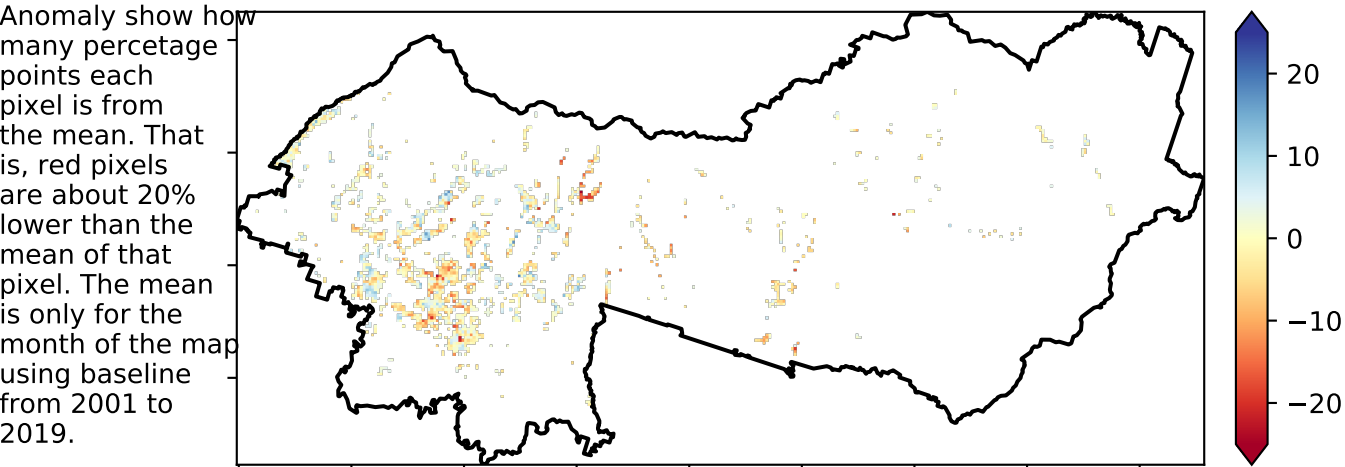 Anomaly show how
many percetage
points each
pixel is from
the mean. That
is, red pixels
are about 20%
lower than the
mean of that
pixel. The mean
is only for the
month of the map
using baseline
from 2001 to
2019.
20
10
0
−10
−20